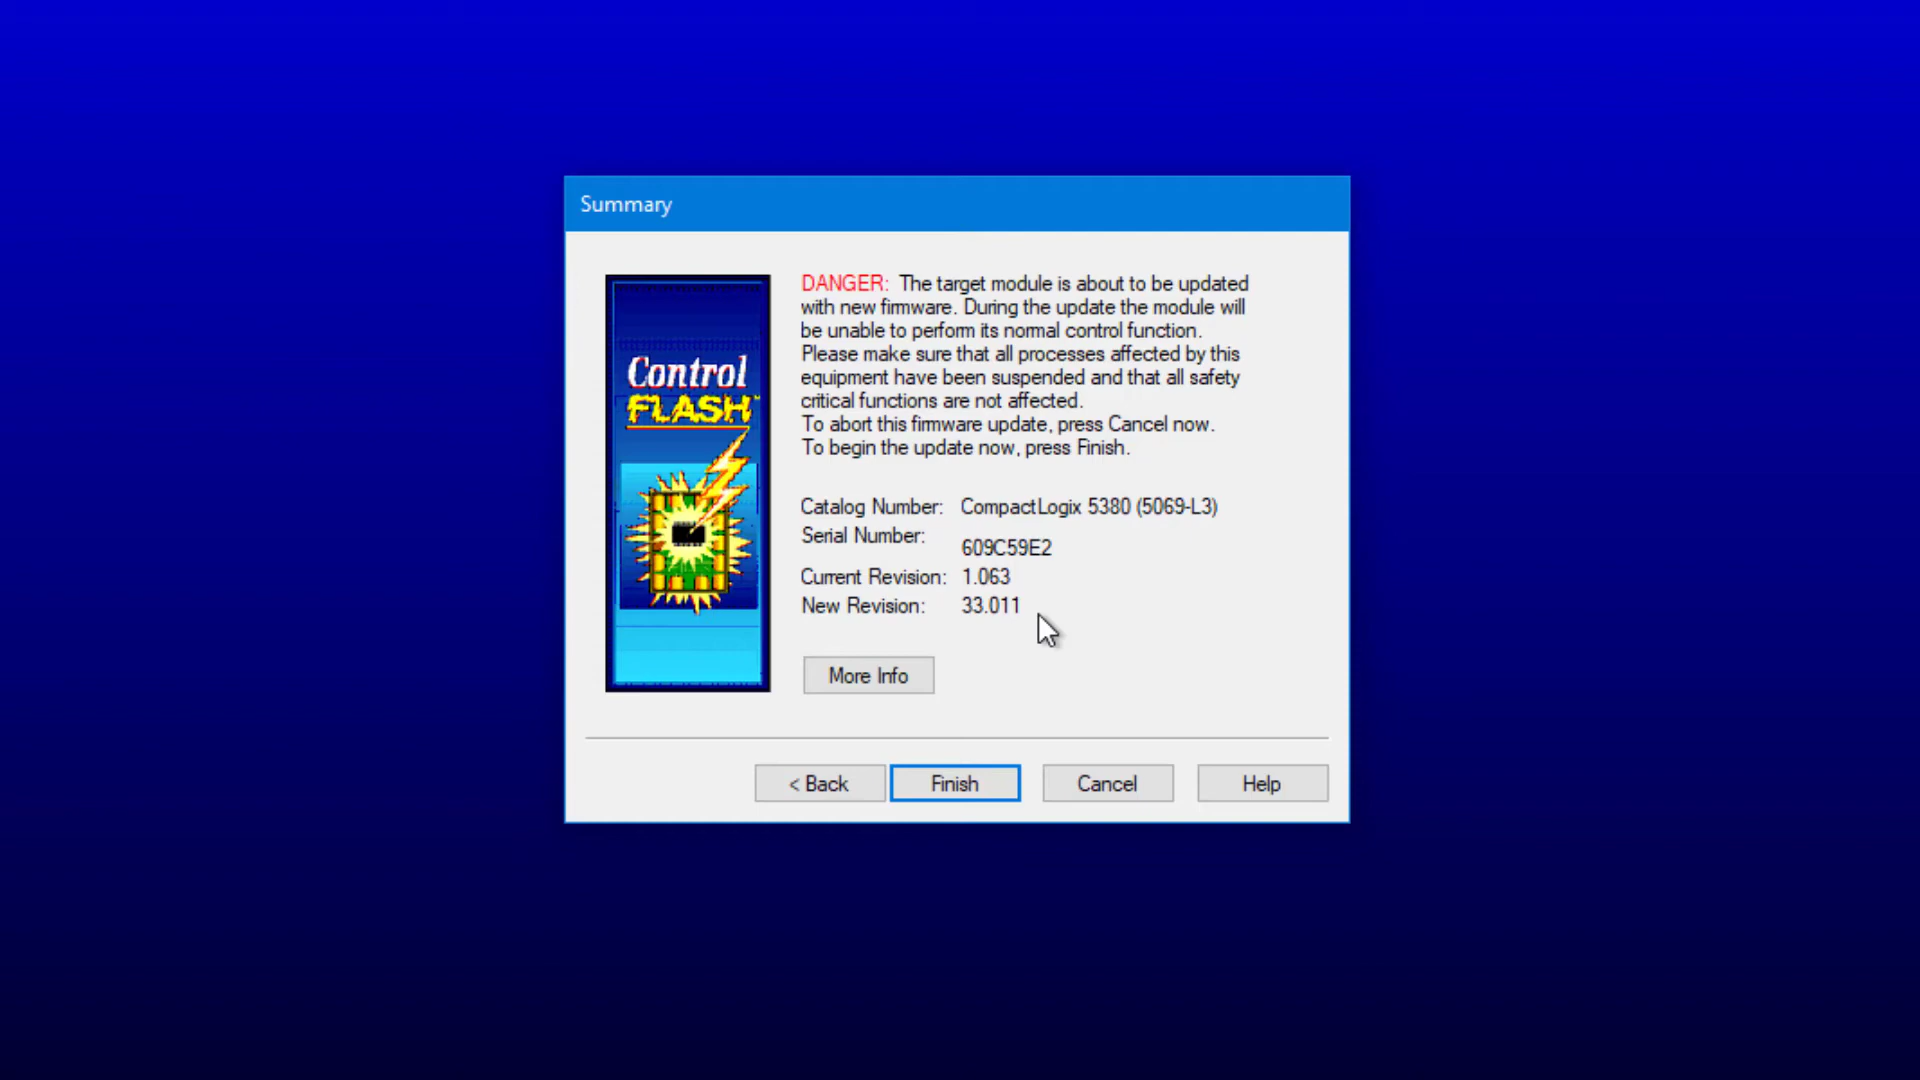 Summary
Control
FLASH™
DANGER: The target module is about to be updated
with new firmware. During the update the module will
be unable to perform its normal control function.
Please make sure that all processes affected by this
equipment have been suspended and that all safety
critical functions are not affected.
To abort this firmware update, press Cancel now.
To begin the update now, press Finish.
Catalog Number: CompactLogix 5380 (5069-L3)
Serial Number: 609C59E2
Current Revision: 1.063
New Revision: 33.011
More Info
< Back Finish Cancel Help